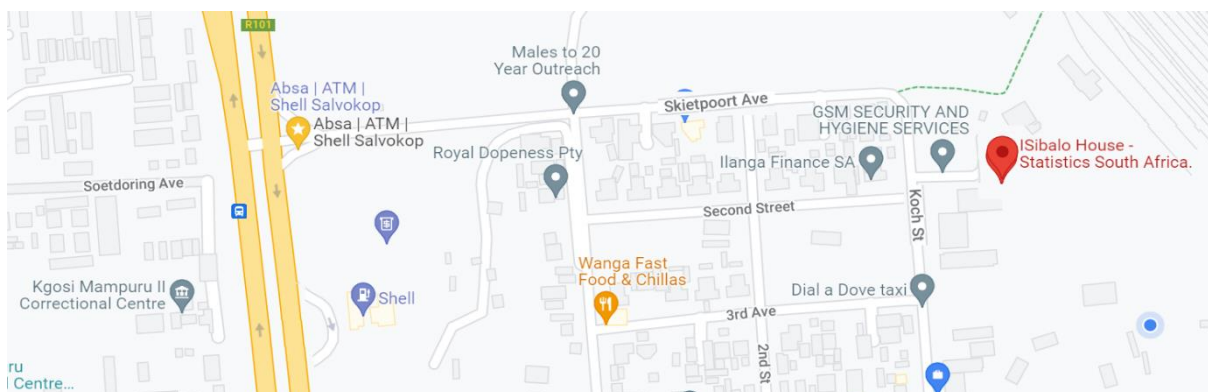 R101
Males to 20
Year Outreach
Absa | ATM |
Shell Salvokop
Absa | ATM |
Shell Salvokop
Skietpoort Ave
GSM SECURITY AND
HYGIENE SERVICES
ISibalo House -
Statistics South Africa.
Royal Dopeness Pty
Ilanga Finance SA
Soetdoring Ave
Second Street
Koch St
Wanga Fast
Food & Chillas
Kgosi Mampuru II
Correctional Centre
Shell
Dial a Dove taxi
3rd Ave
2nd St
ru
Centre...